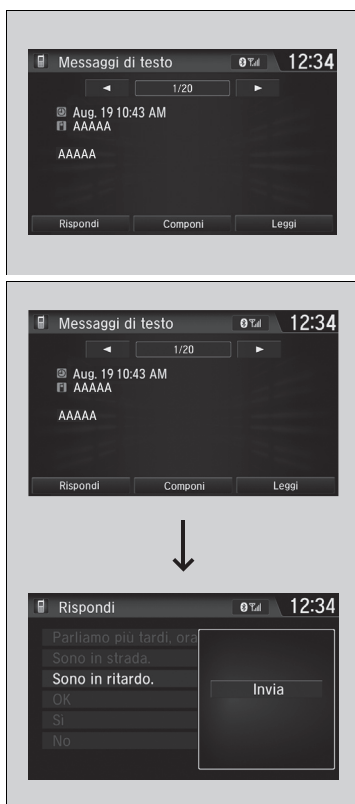 Messaggi di testo 12:34
1/20
Aug. 19 10:43 AM
AAAAA
AAAAA
Rispondi Componi Leggi
Messaggi di testo 12:34
1/20
Aug. 19 10:43 AM
AAAAA
AAAAA
Rispondi Componi Leggi
Rispondi 12:34
Parliamo più tardi, ora
Sono in strada.
Sono in ritardo.
Invia
OK
Sì
No